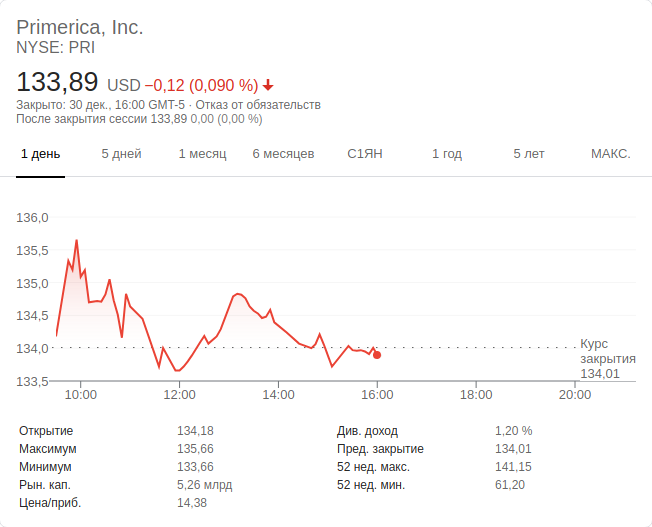 Primerica, Inc.
NYSE: PRI
133,89 USD −0,12 (0,090 %)
Закрыто: 30 дек., 16:00 GMT-5 · Отказ от обязательств
После закрытия сессии 133,89 0,00 (0,00 %)
1 день 5 дней 1 месяц 6 месяцев С1ЯН 1 год 5 лет МАКС.
136,0
135,5
135,0
134,5
134,0
133,5
Курс
закрытия
134,01
10:00 12:00 14:00 16:00 18:00 20:00
Открытие 134,18 Див. доход 1,20 %
Максимум 135,66 Пред. закрытие 134,01
Минимум 133,66 52 нед. макс. 141,15
Рын. кап. 5,26 млрд 52 нед. мин. 61,20
Цена/приб. 14,38